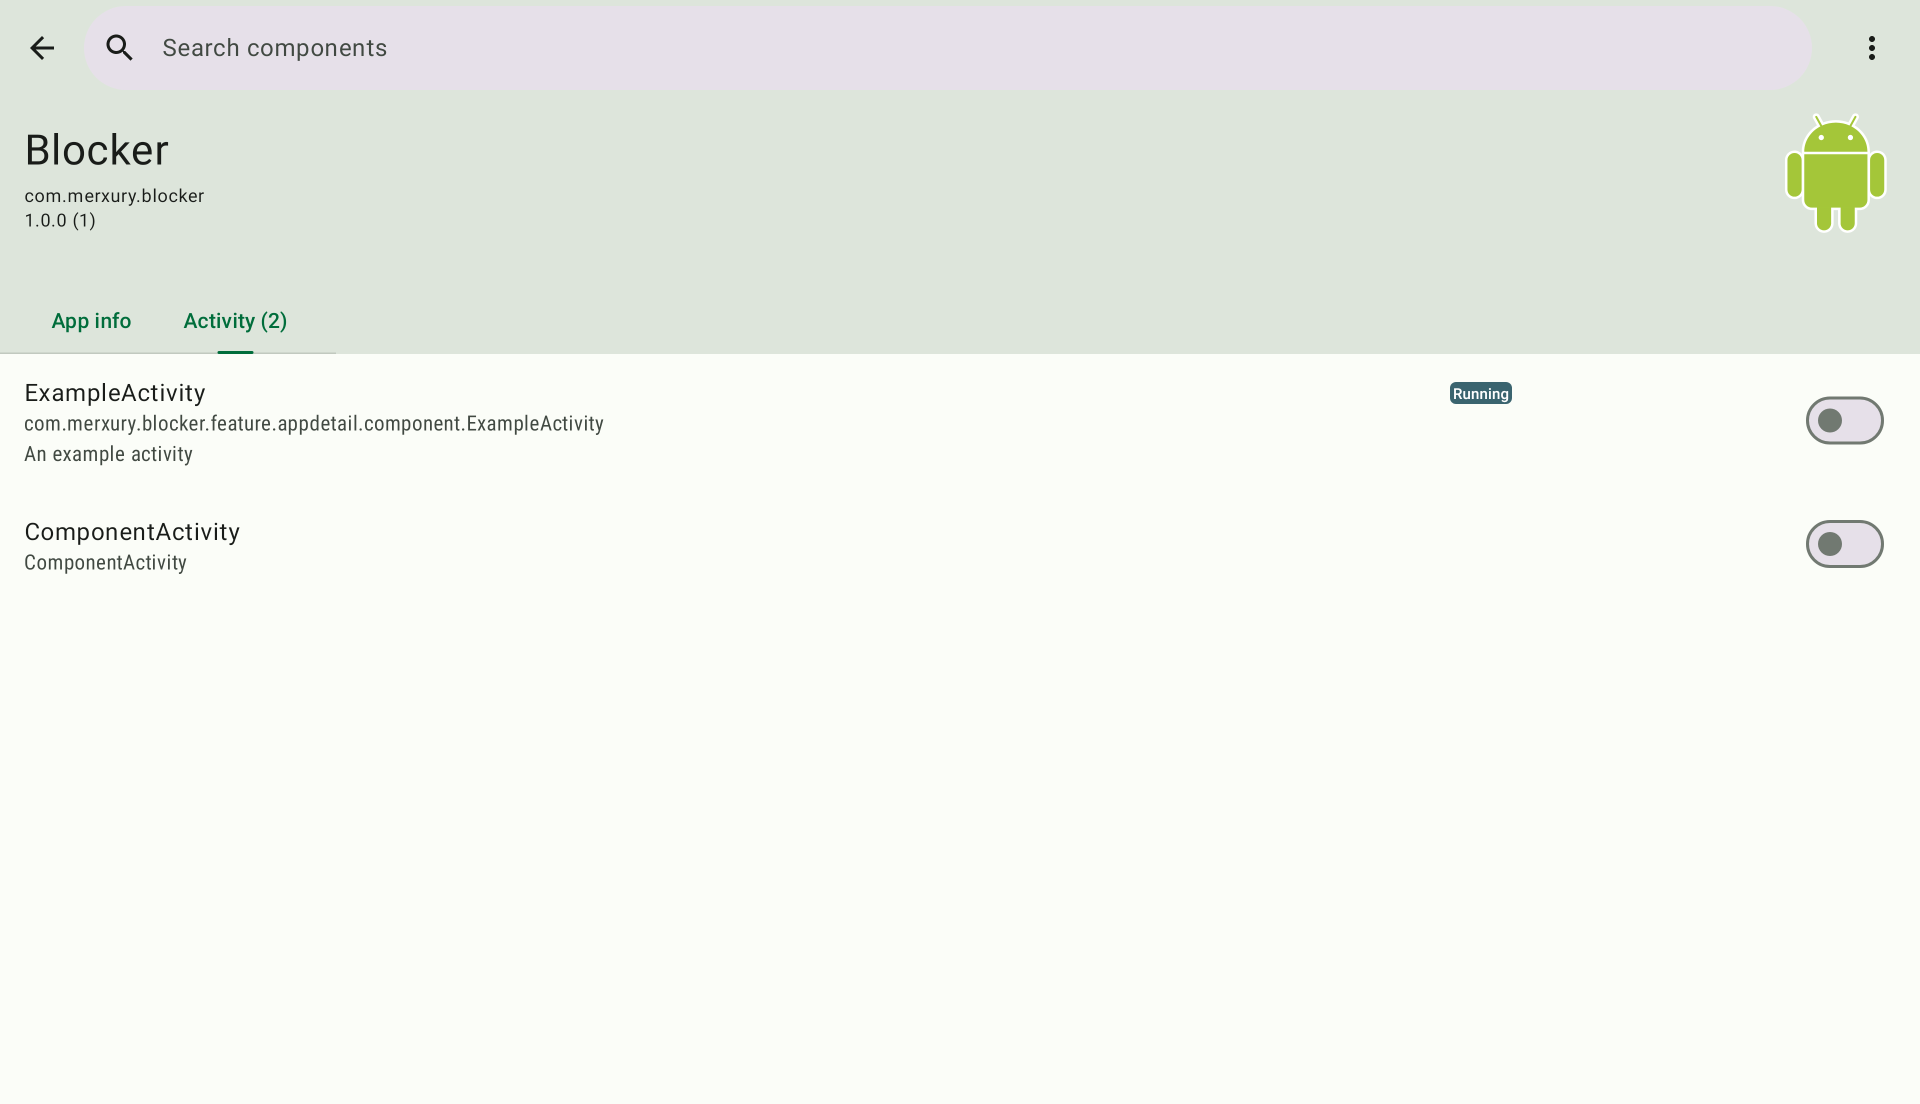 Search components
Blocker
com.merxury.blocker
1.0.0 (1)
App info
Activity (2)
ExampleActivity
Running
com.merxury.blocker.feature.appdetail.component.ExampleActivity
An example activity
ComponentActivity
ComponentActivity